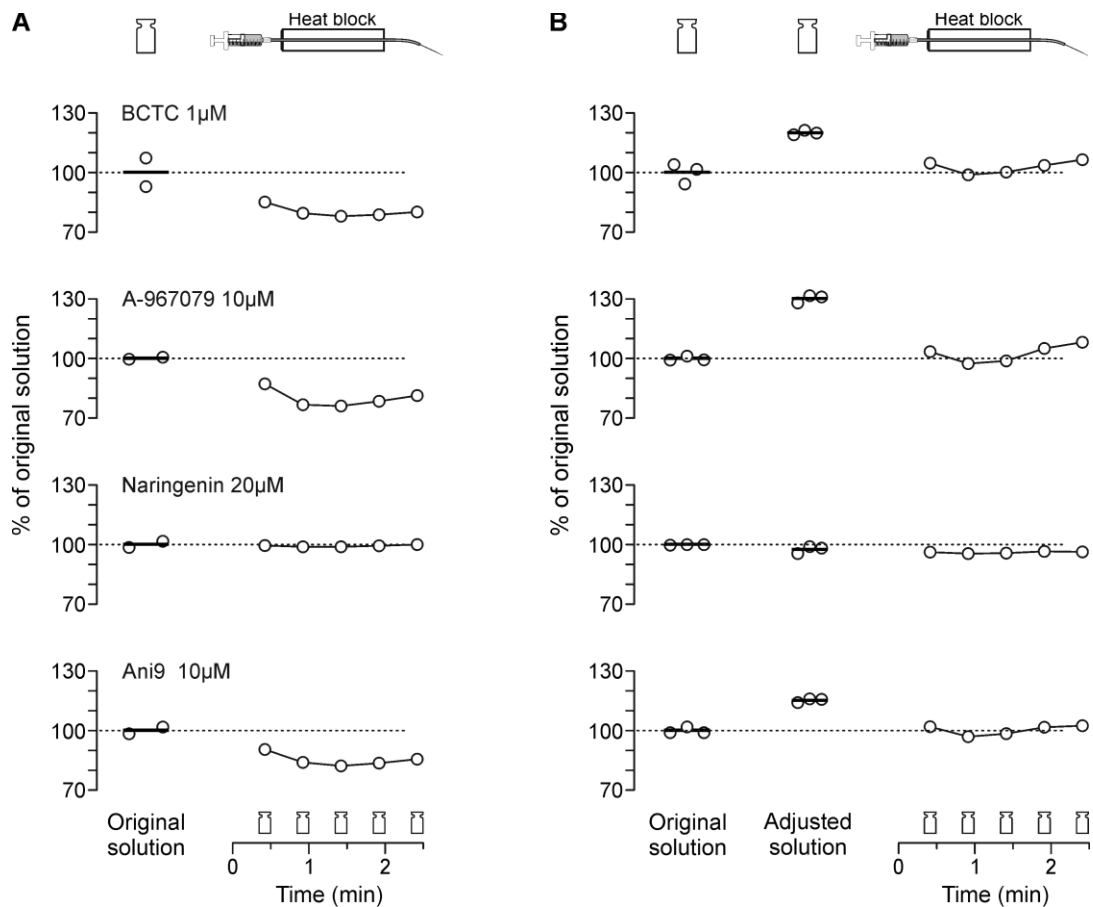 A
Heat block
BCTC 1µM
130
100
70
A-967079 10µM
130
100
70
Naringenin 20µM
130
100
70
Ani9 10µM
130
100
70
% of original solution
Original
solution
0 1 2
Time (min)
B
Heat block
130
100
70
130
100
70
130
100
70
130
100
70
% of original solution
Original
solution
Adjusted
solution
0 1 2
Time (min)